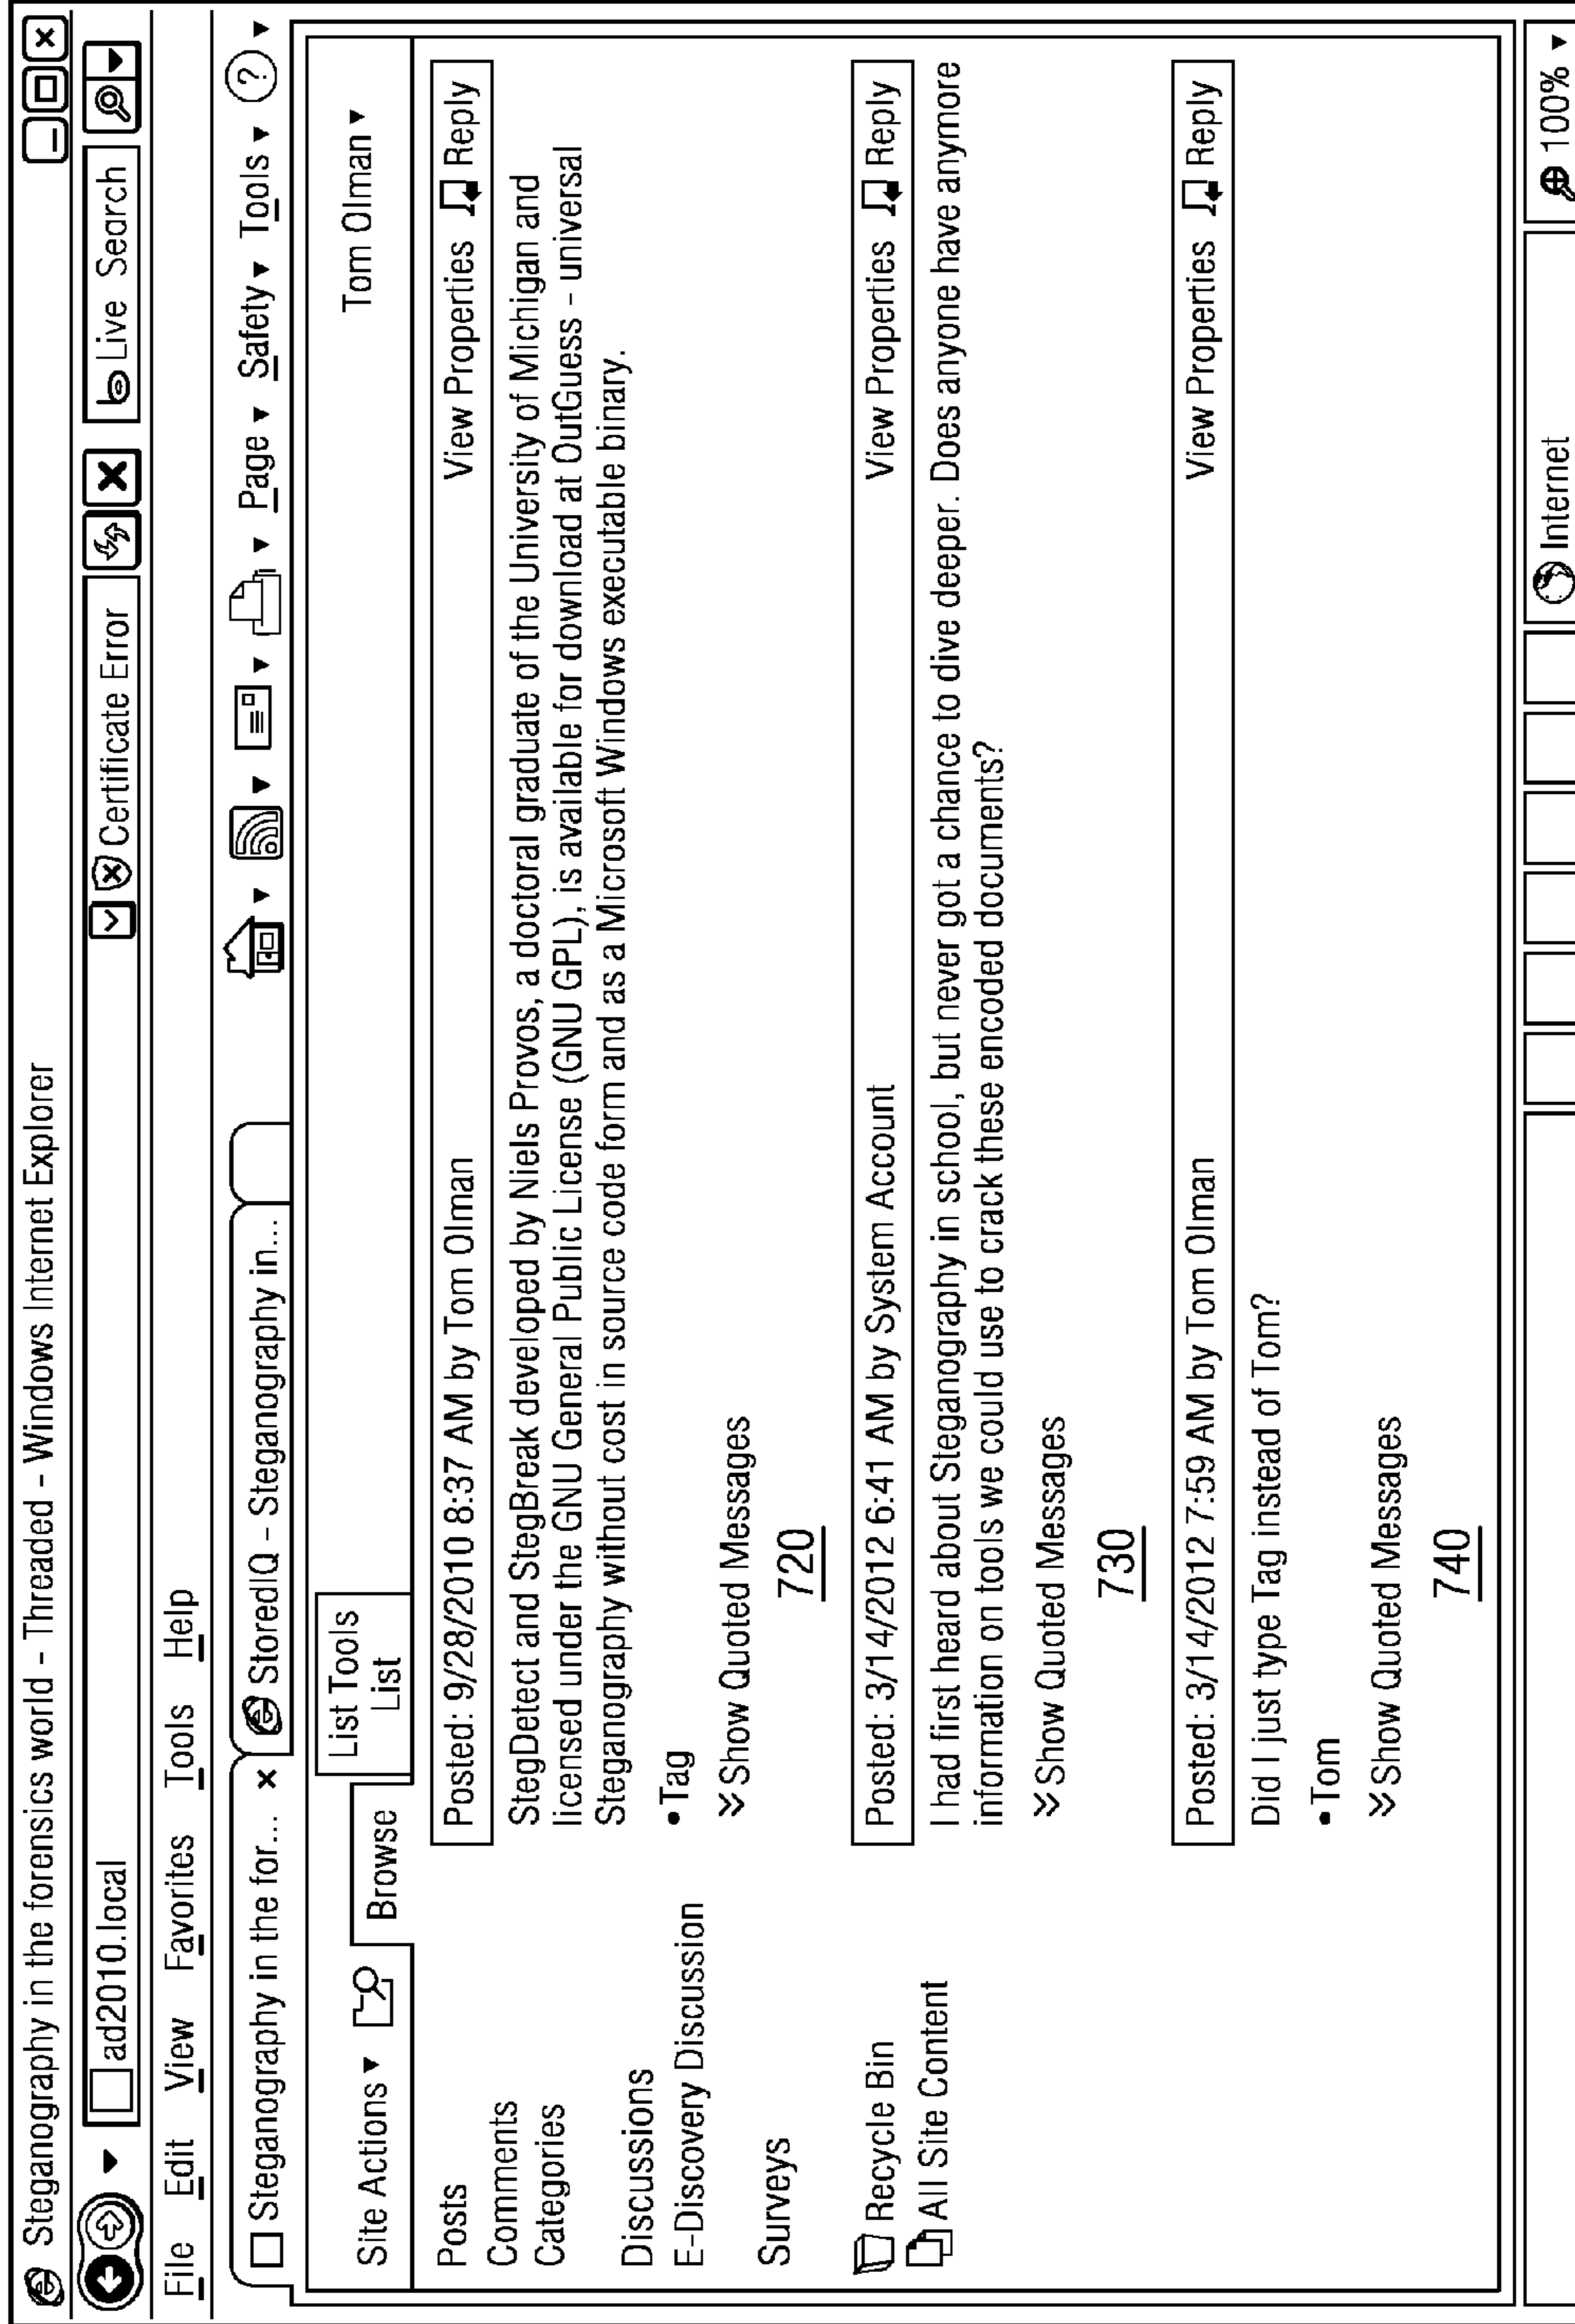 Steganography in the forensics world - Threaded - Windows Internet Explorer
ad2010.local
Certificate Error
Live Search
File Edit View Favorites Tools Help
Steganography in the for... ×
StoredIQ - Steganography in...
Page Safety Tools ?
Site Actions
Browse
List Tools
List
Tom Olman
Posts
Comments
Categories
Discussions
E-Discovery Discussion
Surveys
Recycle Bin
All Site Content
Posted: 9/28/2010 8:37 AM by Tom Olman View Properties Reply
StegDetect and StegBreak developed by Niels Provos, a doctoral graduate of the University of Michigan and
licensed under the GNU General Public License (GNU GPL), is available for download at OutGuess - universal
Steganography without cost in source code form and as a Microsoft Windows executable binary.
• Tag
Show Quoted Messages
720
Posted: 3/14/2012 6:41 AM by System Account View Properties Reply
I had first heard about Steganography in school, but never got a chance to dive deeper. Does anyone have anymore
information on tools we could use to crack these encoded documents?
Show Quoted Messages
730
Posted: 3/14/2012 7:59 AM by Tom Olman View Properties Reply
Did I just type Tag instead of Tom?
• Tom
Show Quoted Messages
740
Internet
100%